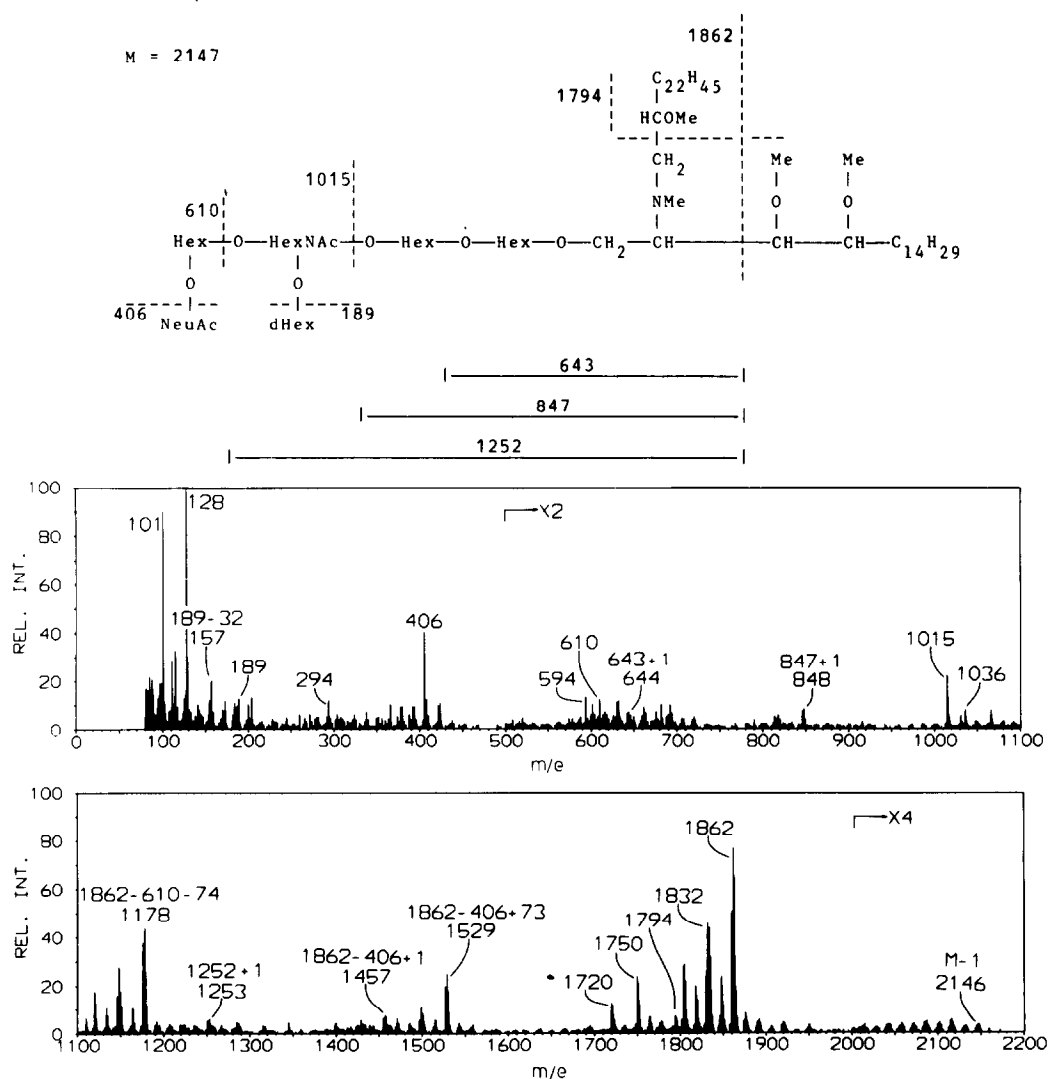 M = 2147
1862
C22H45
1794
HCOMe
CH2
Me Me
1015
NMe
O O
610
Hex—O—HexNAc—O—Hex—O—Hex—O—CH2—CH—CH—CH—C14H29
O O
406 NeuAc dHex 189
643
847
1252
100
80
60
40
20
0
REL. INT.
101
128
189-32
157
189
294
406
X2
594
610
643+1
644
847+1
848
1015
1036
0 100 200 300 400 500 600 700 800 900 1000 1100
m/e
100
80
60
40
20
0
REL. INT.
1862-610-74
1178
1252+1
1253
1862-406+1
1457
1862-406+73
1529
1720
1750
1794
1832
1862
X4
M-1
2146
1100 1200 1300 1400 1500 1600 1700 1800 1900 2000 2100 2200
m/e